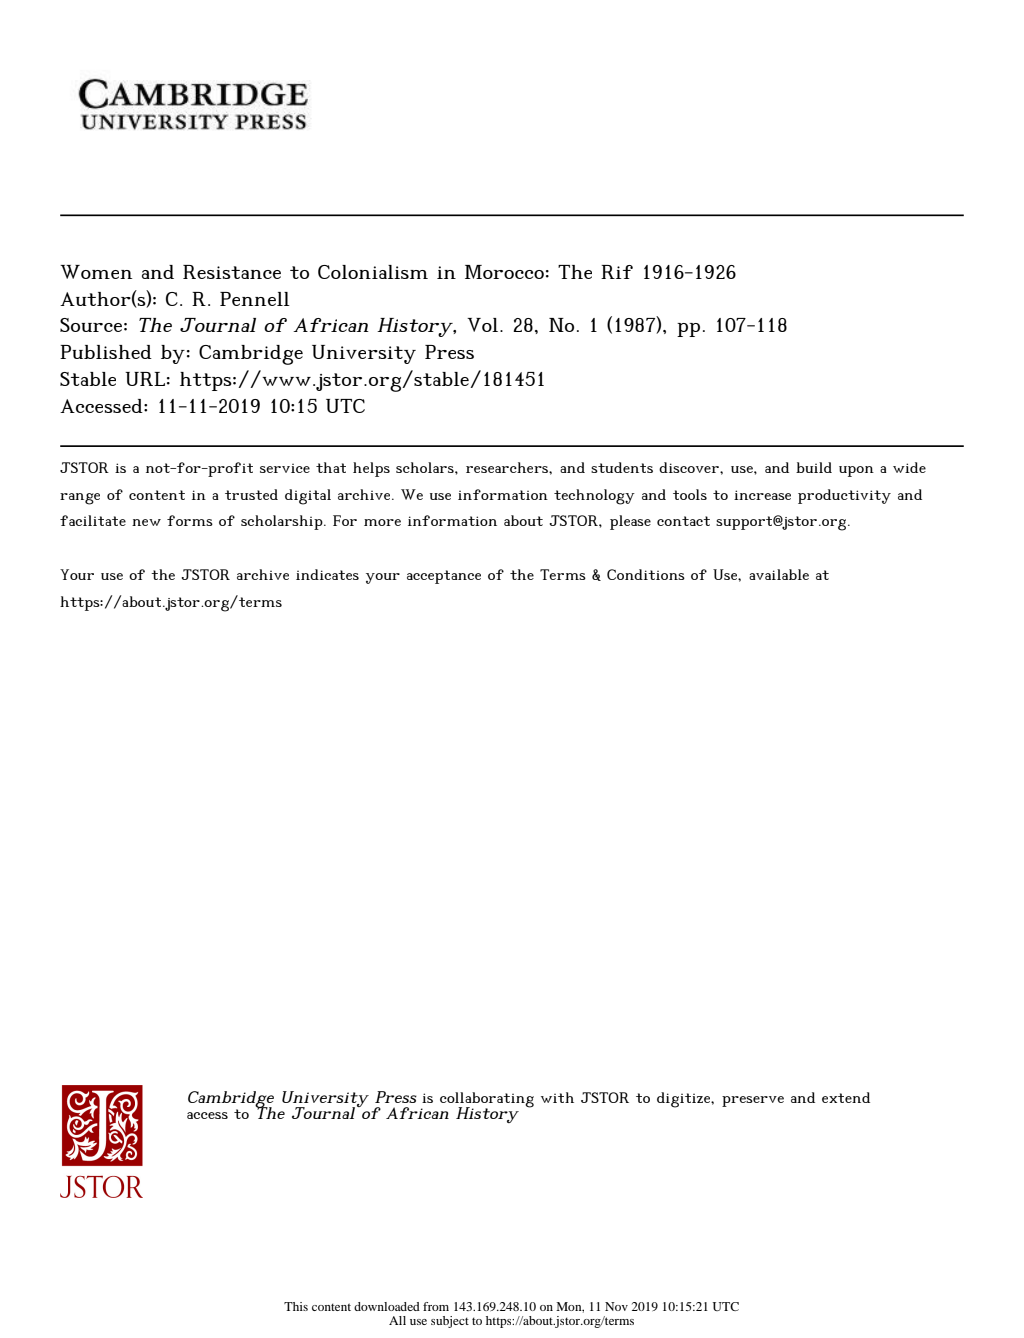 CAMBRIDGE
UNIVERSITY PRESS
Women and Resistance to Colonialism in Morocco: The Rif 1916-1926
Author(s): C. R. Pennell
Source: The Journal of African History, Vol. 28, No. 1 (1987), pp. 107-118
Published by: Cambridge University Press
Stable URL: https://www.jstor.org/stable/181451
Accessed: 11-11-2019 10:15 UTC
JSTOR is a not-for-profit service that helps scholars, researchers, and students discover, use, and build upon a wide
range of content in a trusted digital archive. We use information technology and tools to increase productivity and
facilitate new forms of scholarship. For more information about JSTOR, please contact support@jstor.org.
Your use of the JSTOR archive indicates your acceptance of the Terms & Conditions of Use, available at
https://about.jstor.org/terms
Cambridge University Press is collaborating with JSTOR to digitize, preserve and extend
access to The Journal of African History
J
JSTOR
This content downloaded from 143.169.248.10 on Mon, 11 Nov 2019 10:15:21 UTC
All use subject to https://about.jstor.org/terms